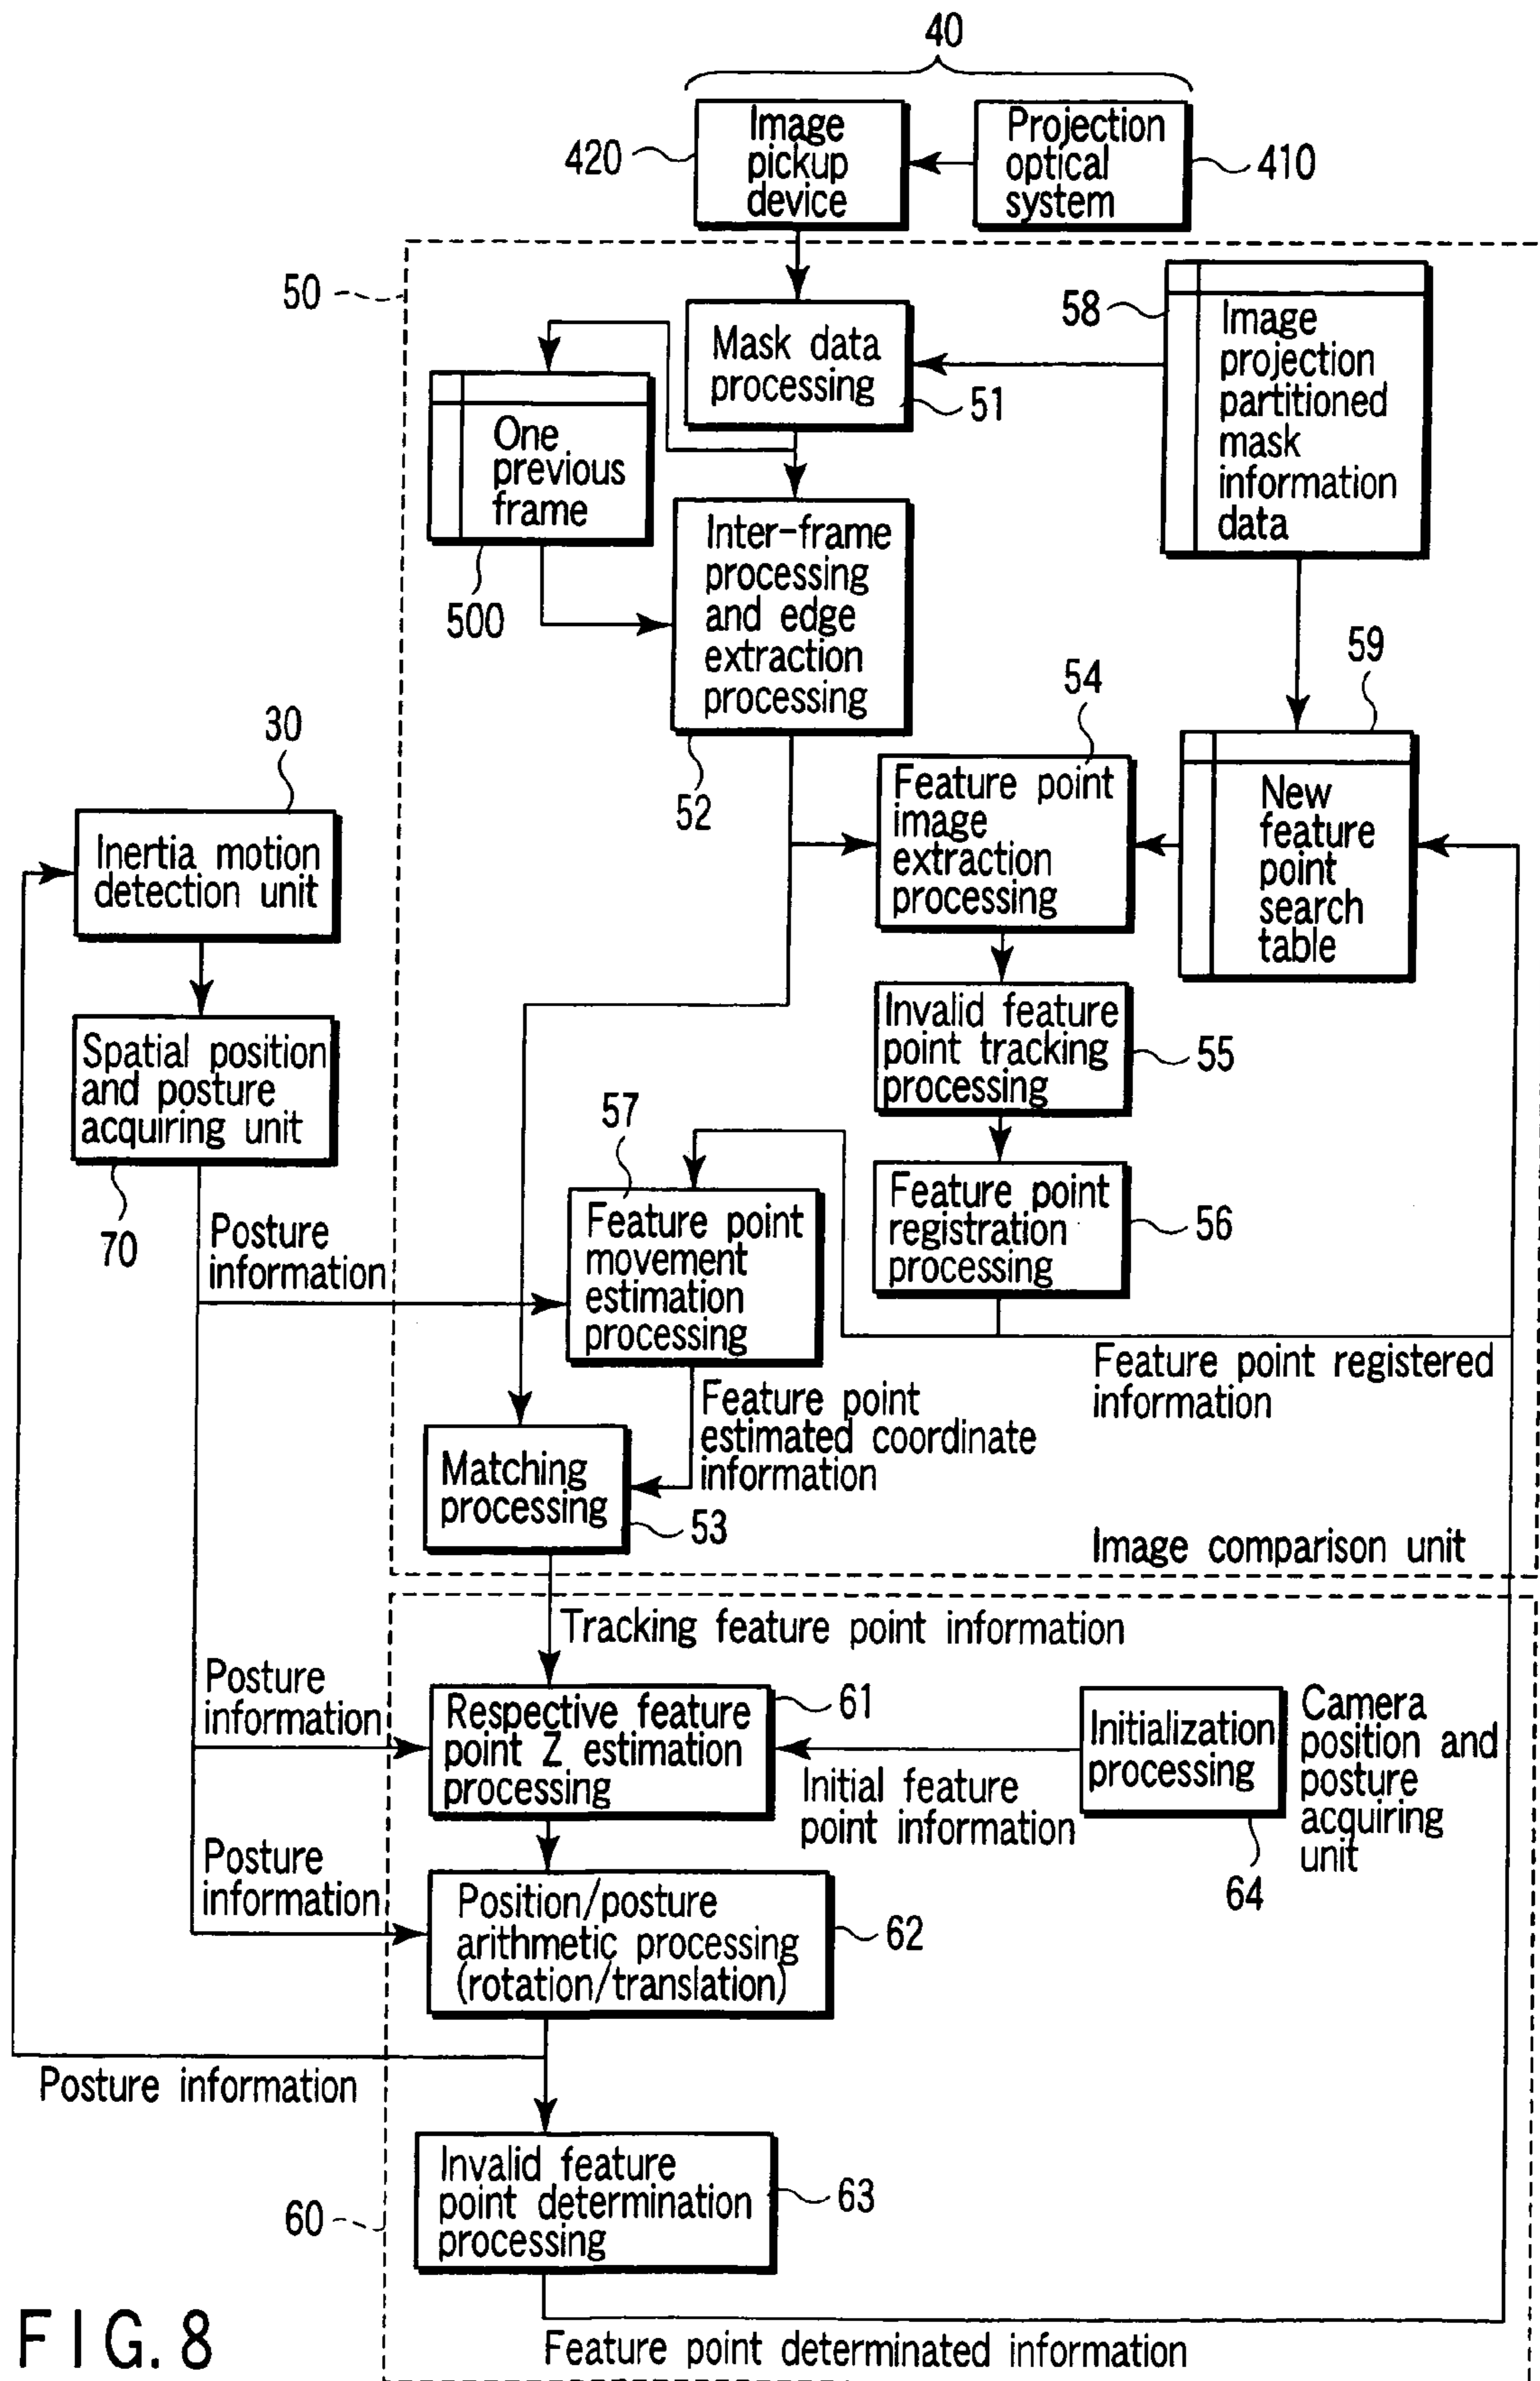 40
Image
pickup
device
420
Projection
optical
system
410
50
Mask data
processing
51
58
Image
projection
partitioned
mask
information
data
One
previous
frame
500
Inter-frame
processing
and edge
extraction
processing
52
54
59
30
Feature point
image
extraction
processing
New
feature
point
search
table
Inertia motion
detection unit
Invalid feature
point tracking
processing
55
Spatial position
and posture
acquiring unit
70
57
Feature point
registration
processing
56
Posture
information
Feature point
movement
estimation
processing
Feature point registered
information
Feature point
estimated coordinate
information
Matching
processing
53
Image comparison unit
Tracking feature point information
Posture
information
Respective feature
point Z estimation
processing
61
Initialization
processing
64
Camera
position and
posture
acquiring
unit
Initial feature
point information
Posture
information
Position/posture
arithmetic processing
(rotation/translation)
62
Posture information
Invalid feature
point determination
processing
63
60
Feature point determinated information
FIG. 8